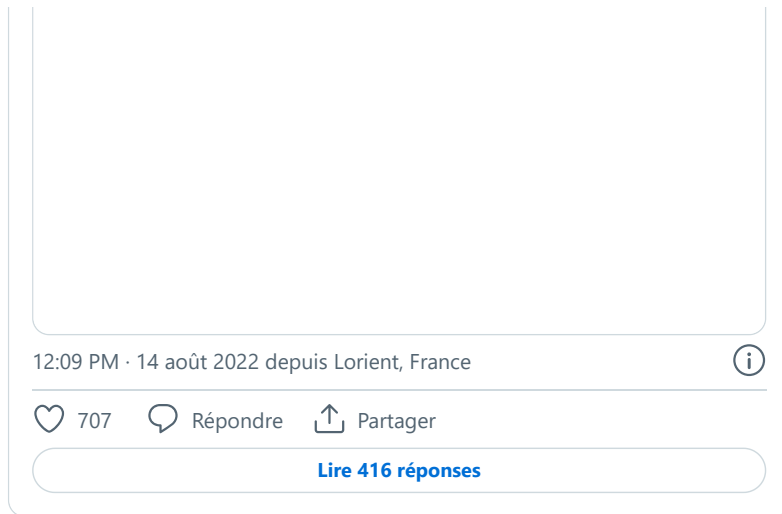 12:09 PM · 14 août 2022 depuis Lorient, France
707 Répondre Partager
Lire 416 réponses